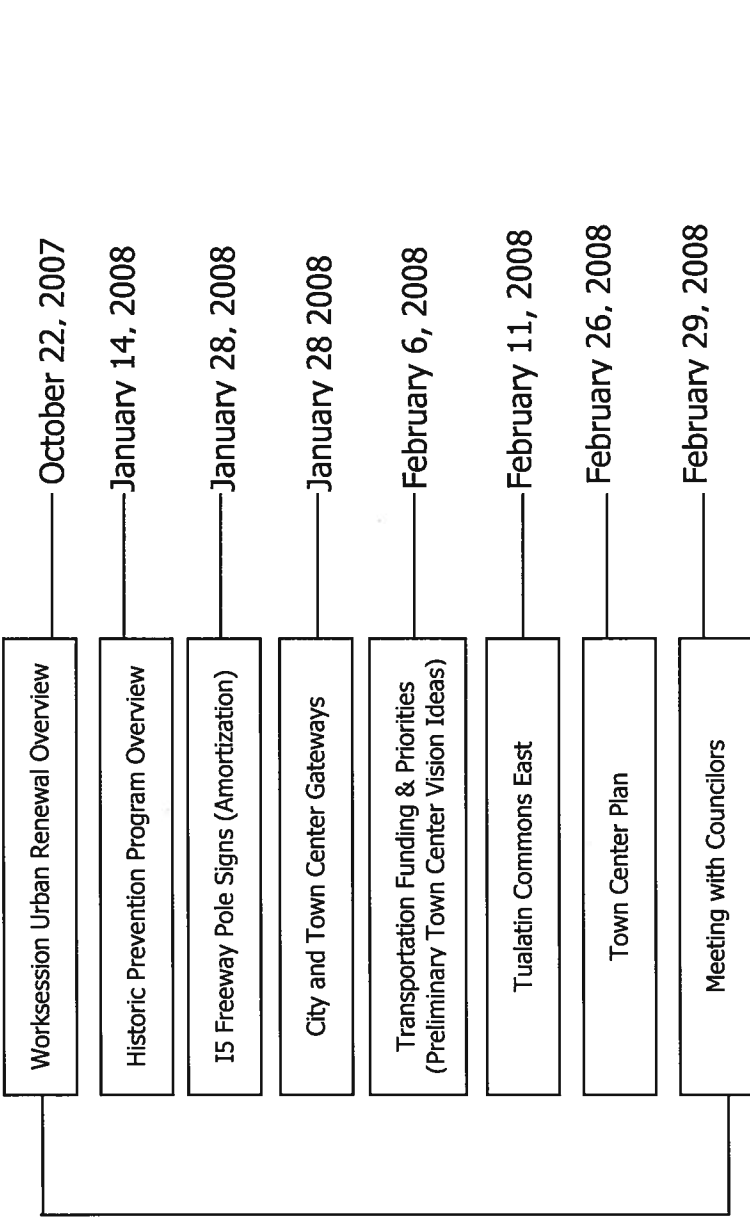 Worksession Urban Renewal Overview
October 22, 2007
Historic Prevention Program Overview
January 14, 2008
I5 Freeway Pole Signs (Amortization)
January 28, 2008
City and Town Center Gateways
January 28 2008
Transportation Funding & Priorities
(Preliminary Town Center Vision Ideas)
February 6, 2008
Tualatin Commons East
February 11, 2008
Town Center Plan
February 26, 2008
Meeting with Councilors
February 29, 2008